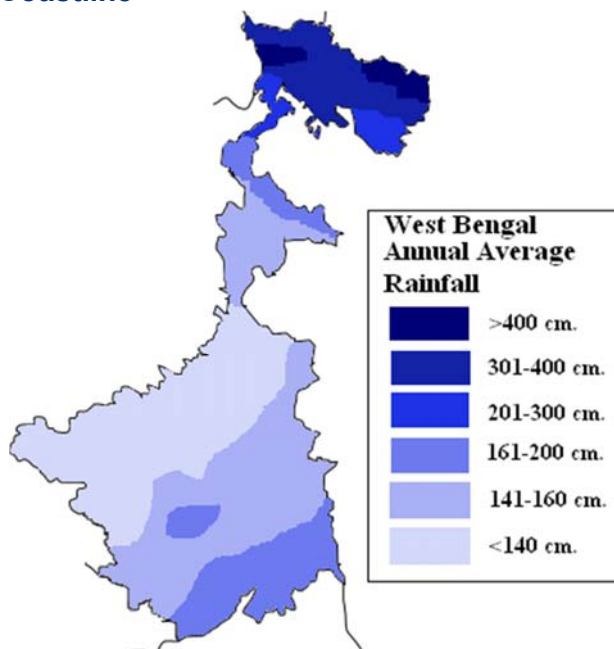 West Bengal
Annual Average
Rainfall
>400 cm.
301-400 cm.
201-300 cm.
161-200 cm.
141-160 cm.
<140 cm.